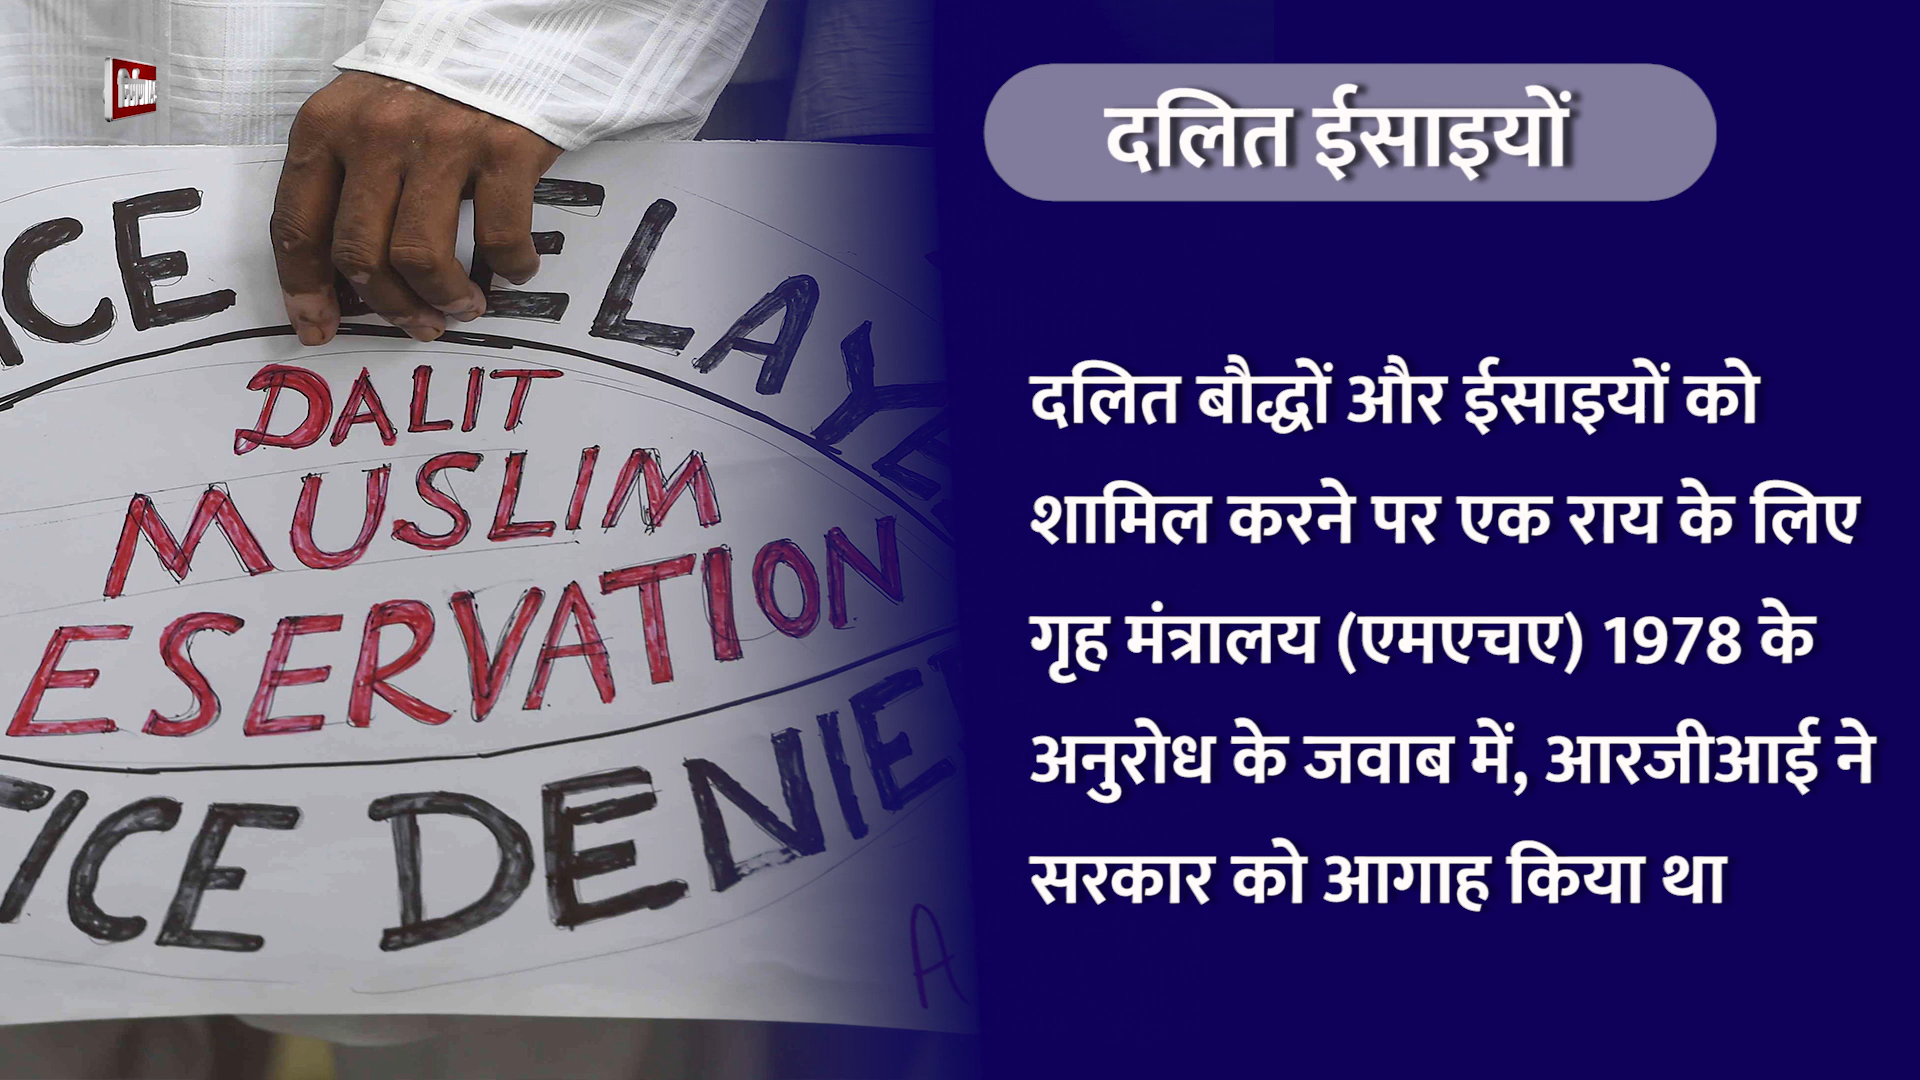 दलित ईसाइयों
दलित बौद्धों और ईसाइयों को
शामिल करने पर एक राय के लिए
गृह मंत्रालय (एमएचए) 1978 के
अनुरोध के जवाब में, आरजीआई ने
सरकार को आगाह किया था
ICE DELAYE
DALIT
MUSLIM
ESERVATION
TICE DENIE
A